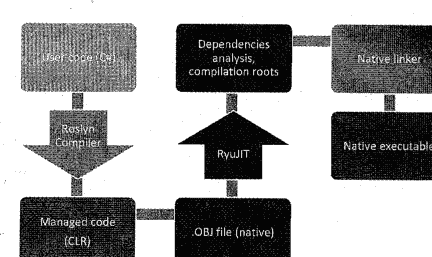 User code (C#)
Roslyn
Compiler
Managed code
(CLR)
.OBJ file (native)
RyuJIT
Dependencies
analysis,
compilation roots
Native linker
Native executable